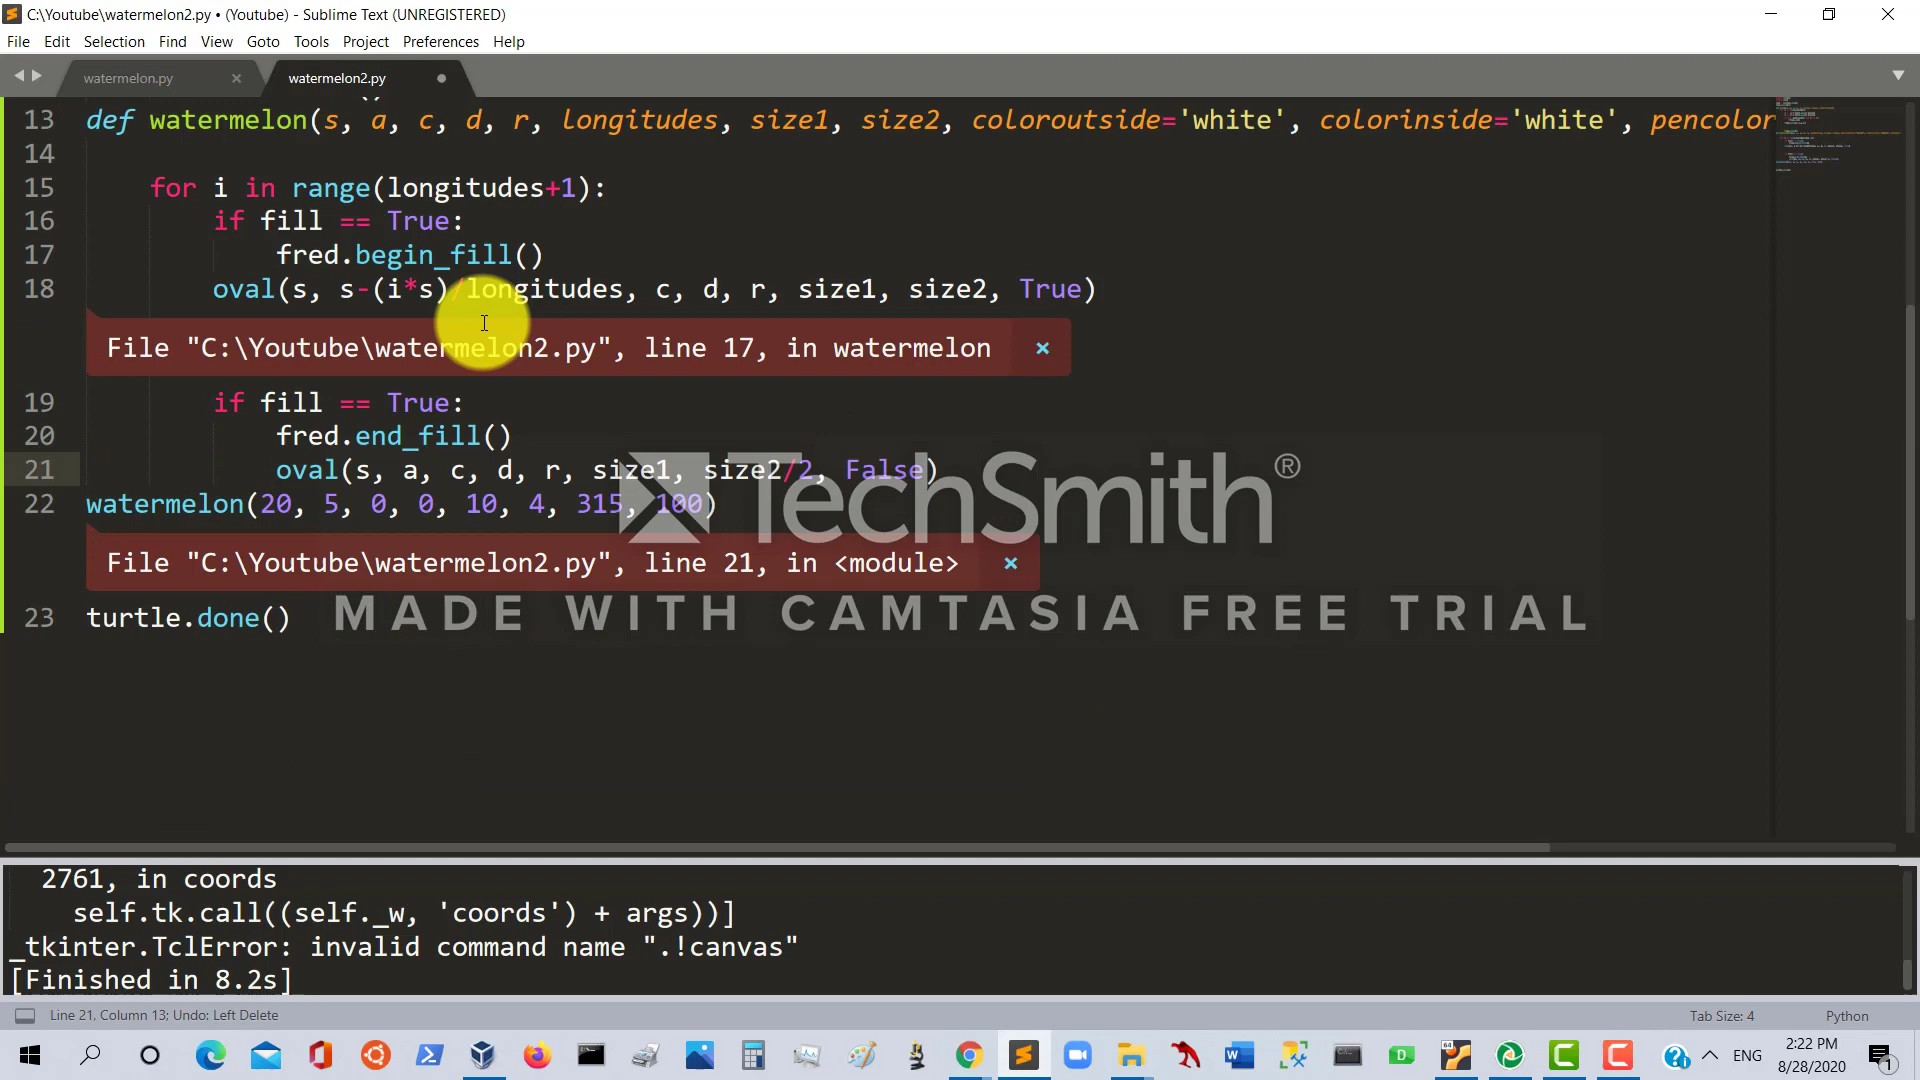 C:\Youtube\watermelon2.py • (Youtube) - Sublime Text (UNREGISTERED)
File Edit Selection Find View Goto Tools Project Preferences Help
watermelon.py × watermelon2.py
13 def watermelon(s, a, c, d, r, longitudes, size1, size2, coloroutside='white', colorinside='white', pencolor
14
15 for i in range(longitudes+1):
16 if fill == True:
17 fred.begin_fill()
18 oval(s, s-(i*s)/longitudes, c, d, r, size1, size2, True)
File "C:\Youtube\watermelon2.py", line 17, in watermelon ×
19 if fill == True:
20 fred.end_fill()
21 oval(s, a, c, d, r, size1, size2/2, False)
22 watermelon(20, 5, 0, 0, 10, 4, 315, 100)
File "C:\Youtube\watermelon2.py", line 21, in <module> ×
23 turtle.done()
TechSmith®
MADE WITH CAMTASIA FREE TRIAL
2761, in coords
self.tk.call((self._w, 'coords') + args))]
_tkinter.TclError: invalid command name ".!canvas"
[Finished in 8.2s]
Line 21, Column 13; Undo: Left Delete Tab Size: 4 Python
ENG 2:22 PM
8/28/2020